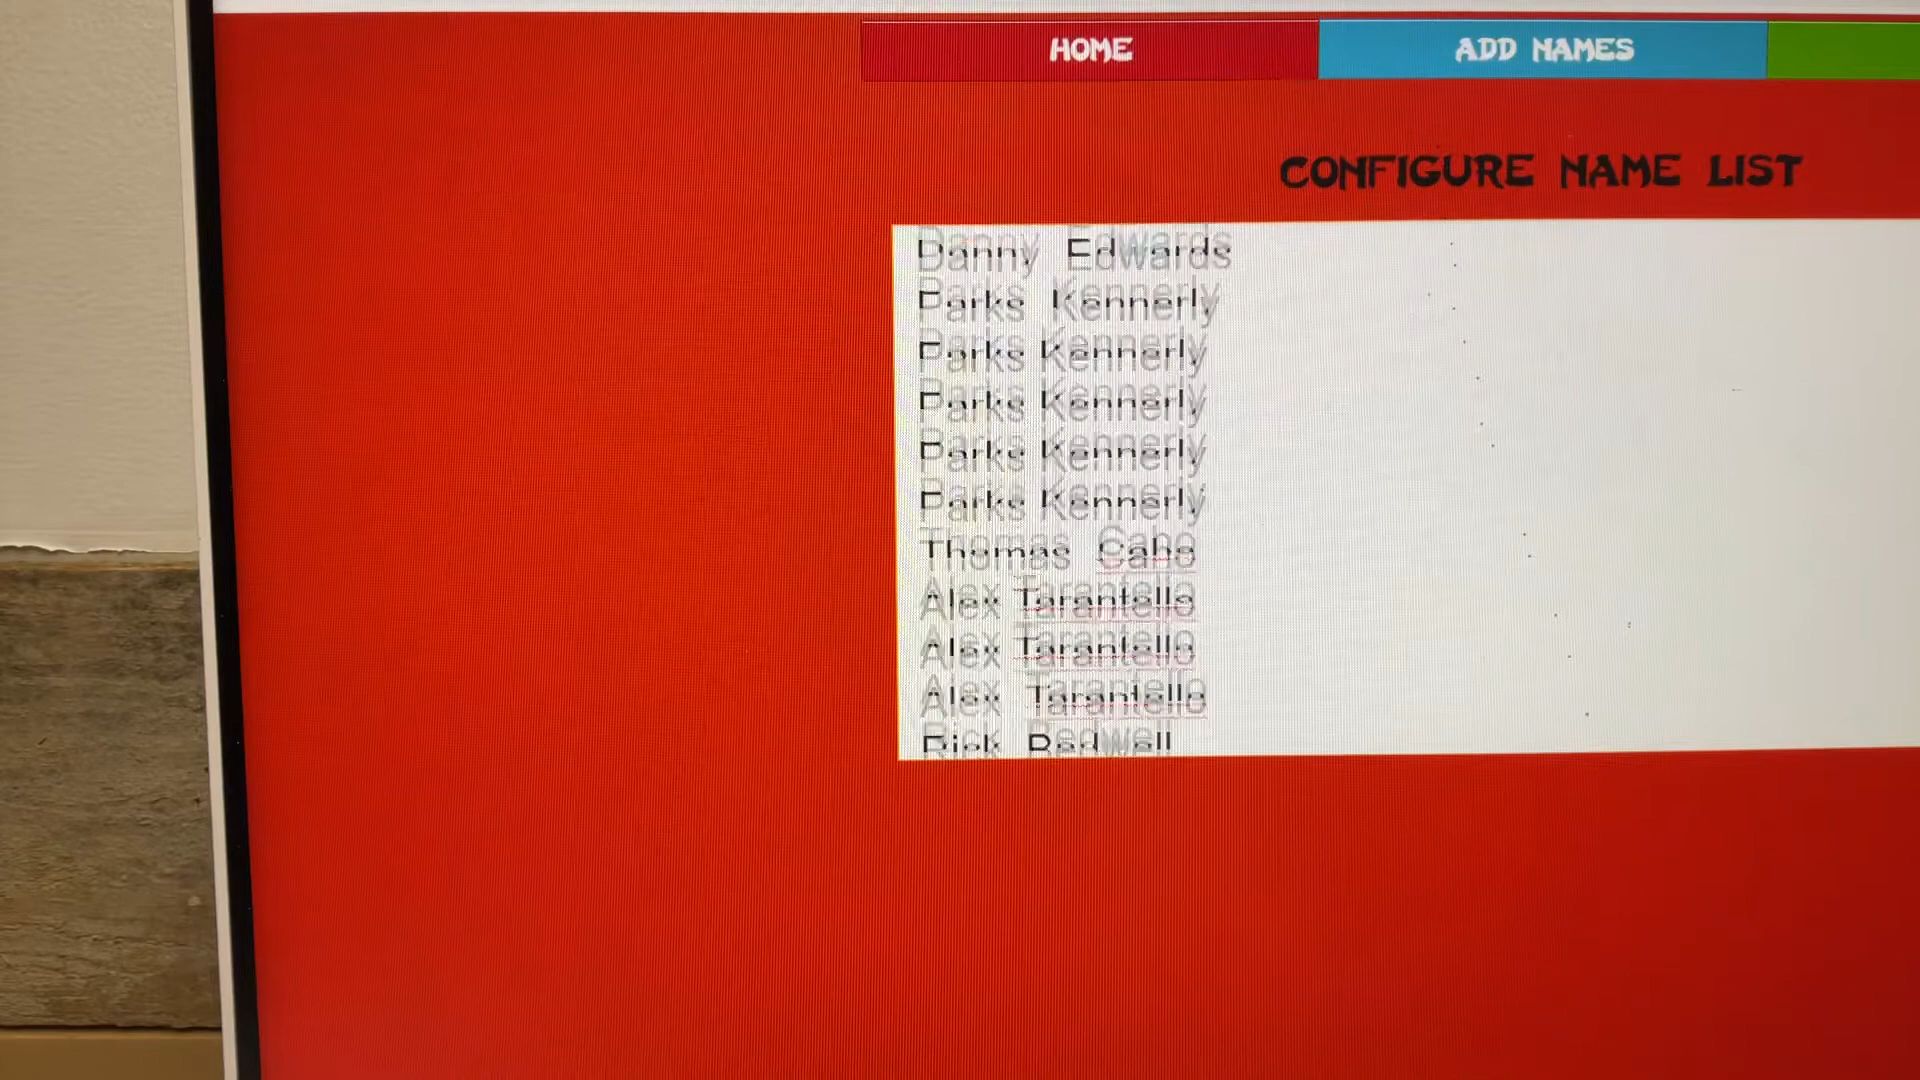 HOME
ADD NAMES
CONFIGURE NAME LIST
Danny Edwards
Parks Kennerly
Parks Kennerly
Parks Kennerly
Parks Kennerly
Parks Kennerly
Thomas
Alex Tarantello
Alex Tarantello
Alex Tarantello
Rick